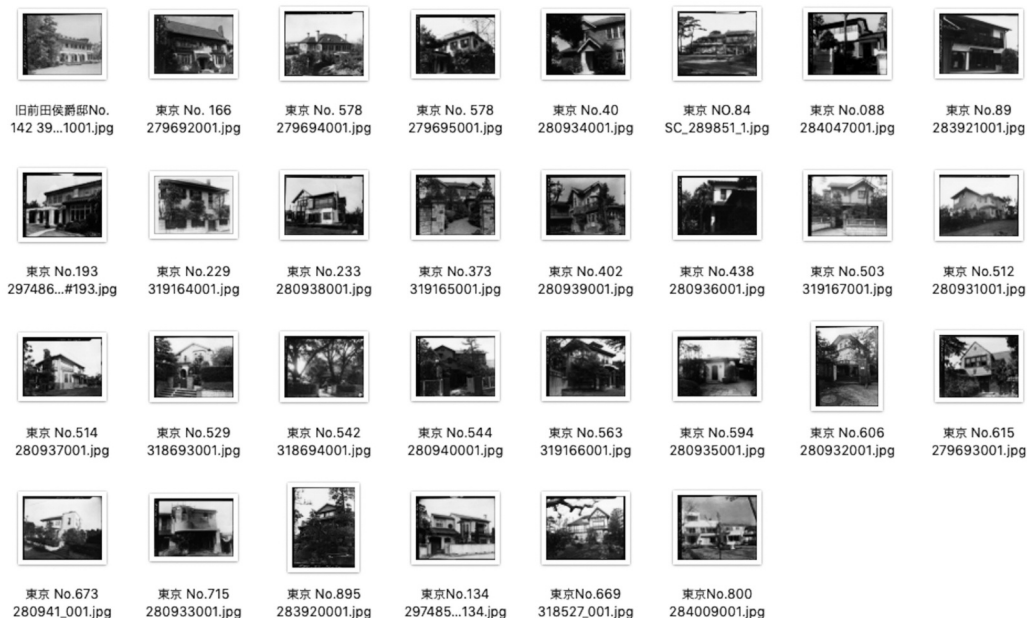 旧前田侯爵邸No.
142 39...1001.jpg
東京 No. 166
279692001.jpg
東京 No. 578
279694001.jpg
東京 No. 578
279695001.jpg
東京 No.40
280934001.jpg
東京 NO.84
SC_289851_1.jpg
東京 No.088
284047001.jpg
東京 No.89
283921001.jpg
東京 No.193
297486...#193.jpg
東京 No.229
319164001.jpg
東京 No.233
280938001.jpg
東京 No.373
319165001.jpg
東京 No.402
280939001.jpg
東京 No.438
280936001.jpg
東京 No.503
319167001.jpg
東京 No.512
280931001.jpg
東京 No.514
280937001.jpg
東京 No.529
318693001.jpg
東京 No.542
318694001.jpg
東京 No.544
280940001.jpg
東京 No.563
319166001.jpg
東京 No.594
280935001.jpg
東京 No.606
280932001.jpg
東京 No.615
279693001.jpg
東京 No.673
280941_001.jpg
東京 No.715
280933001.jpg
東京 No.895
283920001.jpg
東京No.134
297485...134.jpg
東京No.669
318527_001.jpg
東京No.800
284009001.jpg